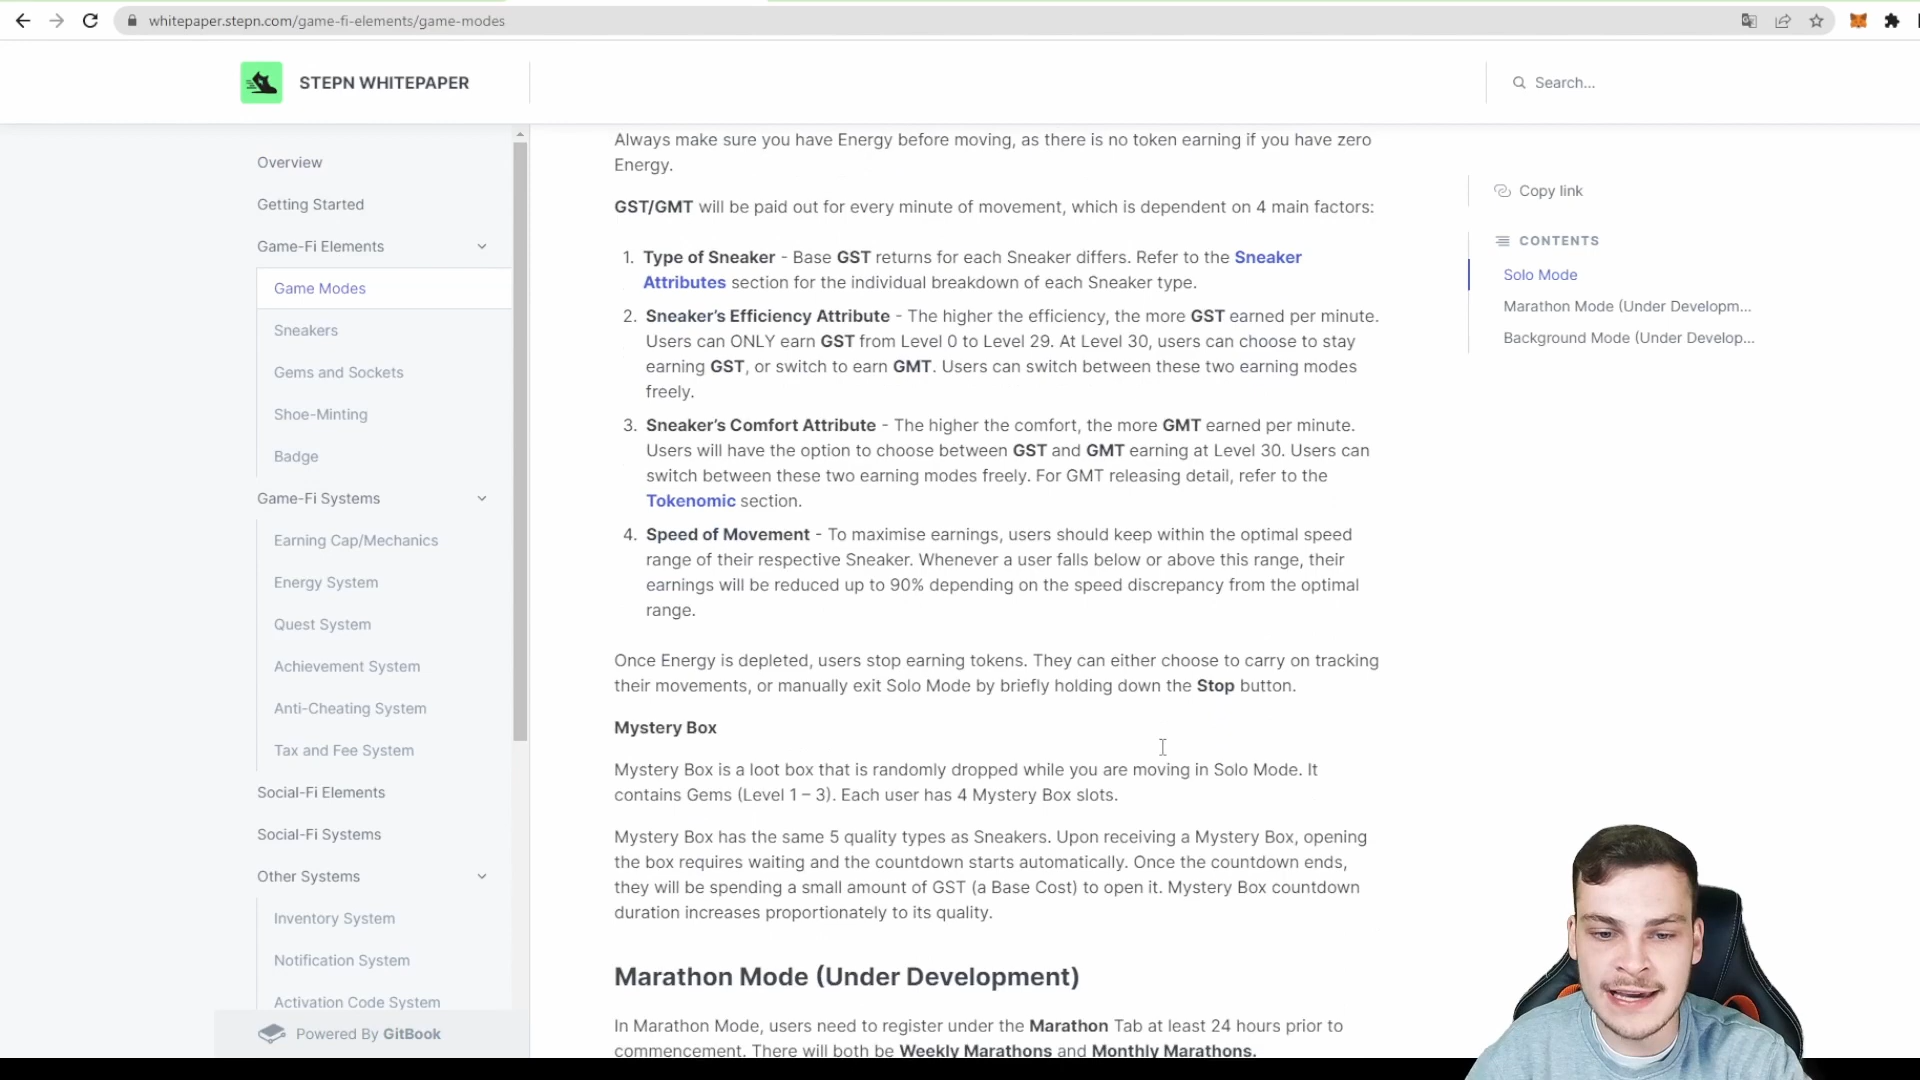 whitepaper.stepn.com/game-fi-elements/game-modes
STEPN WHITEPAPER
Search...
Overview
Getting Started
Game-Fi Elements
Game Modes
Sneakers
Gems and Sockets
Shoe-Minting
Badge
Game-Fi Systems
Earning Cap/Mechanics
Energy System
Quest System
Achievement System
Anti-Cheating System
Tax and Fee System
Social-Fi Elements
Social-Fi Systems
Other Systems
Inventory System
Notification System
Activation Code System
Powered By GitBook
Always make sure you have Energy before moving, as there is no token earning if you have zero
Energy.
GST/GMT will be paid out for every minute of movement, which is dependent on 4 main factors:
1. Type of Sneaker - Base GST returns for each Sneaker differs. Refer to the Sneaker
Attributes section for the individual breakdown of each Sneaker type.
2. Sneaker's Efficiency Attribute - The higher the efficiency, the more GST earned per minute.
Users can ONLY earn GST from Level 0 to Level 29. At Level 30, users can choose to stay
earning GST, or switch to earn GMT. Users can switch between these two earning modes
freely.
3. Sneaker's Comfort Attribute - The higher the comfort, the more GMT earned per minute.
Users will have the option to choose between GST and GMT earning at Level 30. Users can
switch between these two earning modes freely. For GMT releasing detail, refer to the
Tokenomic section.
4. Speed of Movement - To maximise earnings, users should keep within the optimal speed
range of their respective Sneaker. Whenever a user falls below or above this range, their
earnings will be reduced up to 90% depending on the speed discrepancy from the optimal
range.
Once Energy is depleted, users stop earning tokens. They can either choose to carry on tracking
their movements, or manually exit Solo Mode by briefly holding down the Stop button.
Mystery Box
Mystery Box is a loot box that is randomly dropped while you are moving in Solo Mode. It
contains Gems (Level 1 – 3). Each user has 4 Mystery Box slots.
Mystery Box has the same 5 quality types as Sneakers. Upon receiving a Mystery Box, opening
the box requires waiting and the countdown starts automatically. Once the countdown ends,
they will be spending a small amount of GST (a Base Cost) to open it. Mystery Box countdown
duration increases proportionately to its quality.
Marathon Mode (Under Development)
In Marathon Mode, users need to register under the Marathon Tab at least 24 hours prior to
commencement. There will both be Weekly Marathons and Monthly Marathons.
Copy link
CONTENTS
Solo Mode
Marathon Mode (Under Developm...
Background Mode (Under Develop...